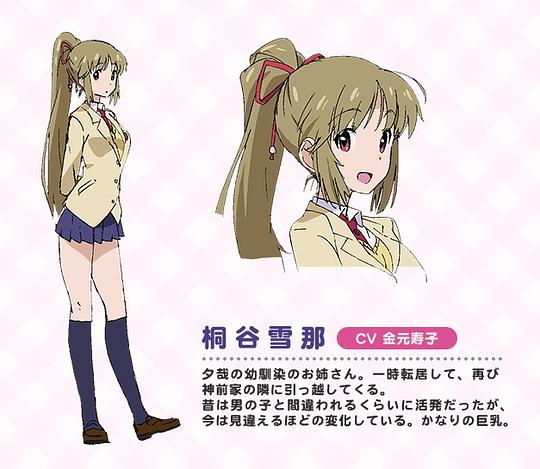 桐谷雪那
CV 金元寿子
夕哉の幼馴染のお姉さん。一時転居して、再び
神前家の隣に引っ越してくる。
昔は男の子と間違われるくらいに活発だったが、
今は見違えるほどの変化している。かなりの巨乳。